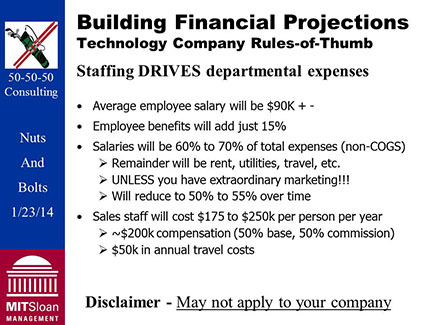 Building Financial Projections
Technology Company Rules-of-Thumb
Staffing DRIVES departmental expenses
• Average employee salary will be $90K + -
• Employee benefits will add just 15%
• Salaries will be 60% to 70% of total expenses (non-COGS)
➢ Remainder will be rent, utilities, travel, etc.
➢ UNLESS you have extraordinary marketing!!!
➢ Will reduce to 50% to 55% over time
• Sales staff will cost $175 to $250k per person per year
➢ ~$200k compensation (50% base, 50% commission)
➢ $50k in annual travel costs
Disclaimer - May not apply to your company
50-50-50
Consulting
Nuts
And
Bolts
1/23/14
MITSloan
MANAGEMENT